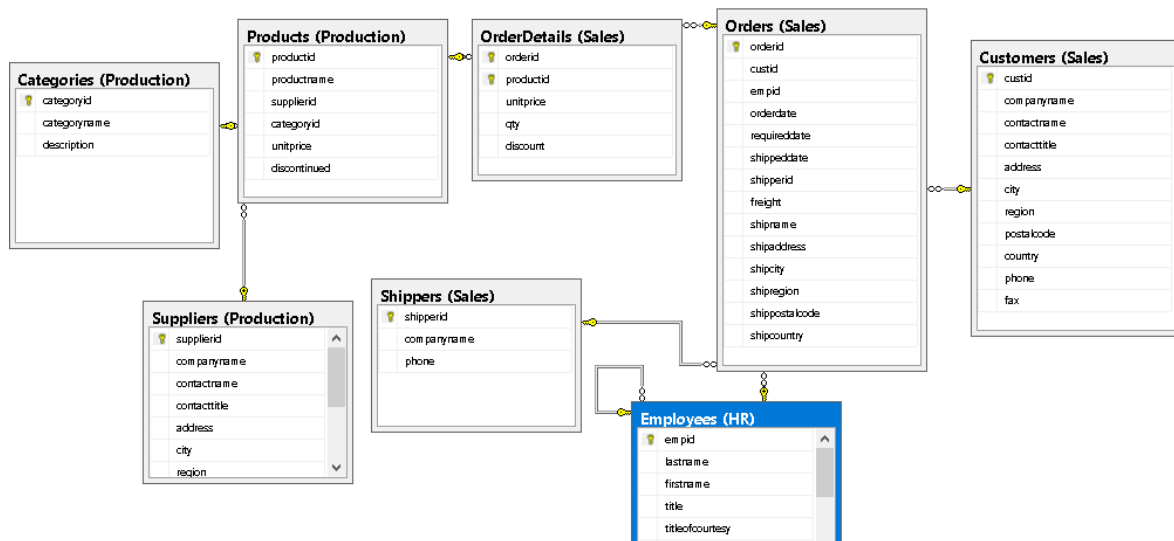 Categories (Production)
categoryid
categoryname
description
Products (Production)
productid
productname
supplierid
categoryid
unitprice
discontinued
OrderDetails (Sales)
orderid
productid
unitprice
qty
discount
Orders (Sales)
orderid
custid
empid
orderdate
requireddate
shippeddate
shipperid
freight
shipname
shipaddress
shipcity
shipregion
shippostalcode
shipcountry
Customers (Sales)
custid
companyname
contactname
contacttitle
address
city
region
postalcode
country
phone
fax
Suppliers (Production)
supplierid
companyname
contactname
contacttitle
address
city
region
Shippers (Sales)
shipperid
companyname
phone
Employees (HR)
empid
lastname
firstname
title
titleofcourtesy